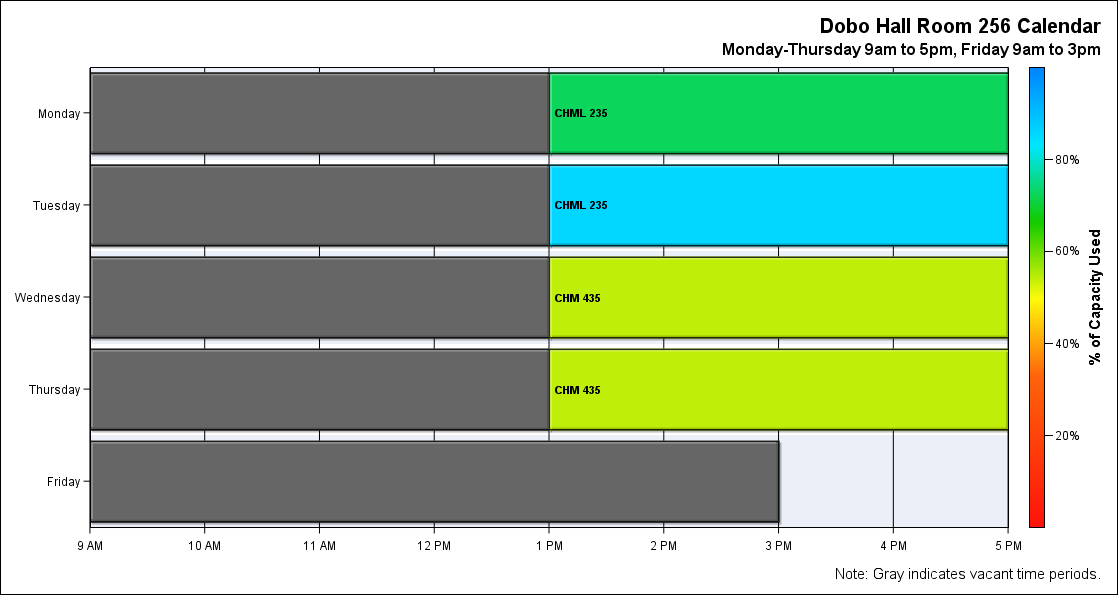 Dobo Hall Room 256 Calendar
Monday-Thursday 9am to 5pm, Friday 9am to 3pm
Monday
CHML 235
Tuesday
CHML 235
Wednesday
CHM 435
Thursday
CHM 435
Friday
9 AM
10 AM
11 AM
12 PM
1 PM
2 PM
3 PM
4 PM
5 PM
80%
60%
40%
20%
% of Capacity Used
Note: Gray indicates vacant time periods.